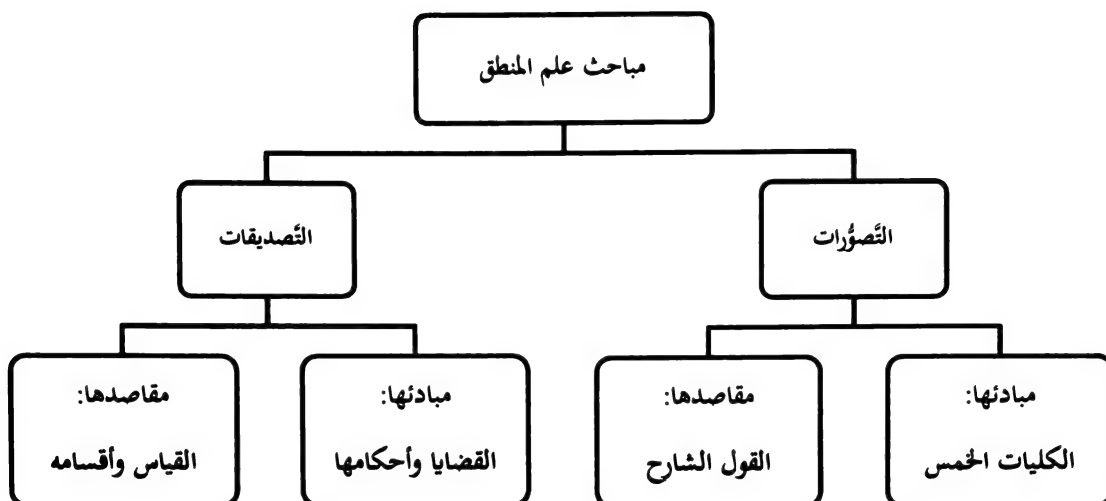 مباحث علم المنطق
التَّصوُّرات
التَّصديقات
مبادئها:
الكليات الخمس
مقاصدها:
القول الشارح
مبادئها:
القضايا وأحكامها
مقاصدها:
القياس وأقسامه